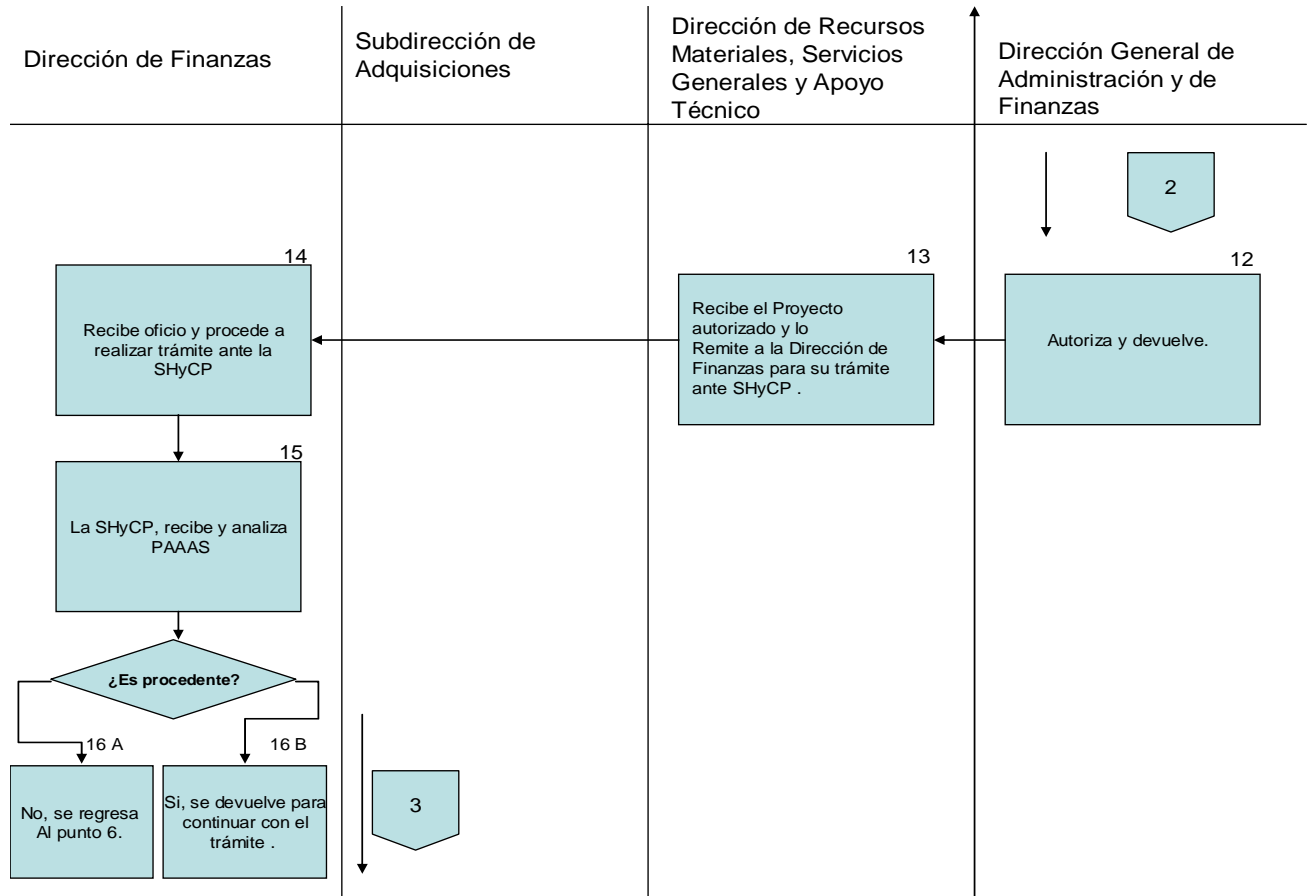 Dirección de Finanzas
Subdirección de
Adquisiciones
Dirección de Recursos
Materiales, Servicios
Generales y Apoyo
Técnico
Dirección General de
Administración y de
Finanzas
2
12
Autoriza y devuelve.
13
Recibe el Proyecto
autorizado y lo
Remite a la Dirección de
Finanzas para su trámite
ante SHyCP .
14
Recibe oficio y procede a
realizar trámite ante la
SHyCP
15
La SHyCP, recibe y analiza
PAAAS
¿Es procedente?
16 A
No, se regresa
Al punto 6.
16 B
Si, se devuelve para
continuar con el
trámite .
3